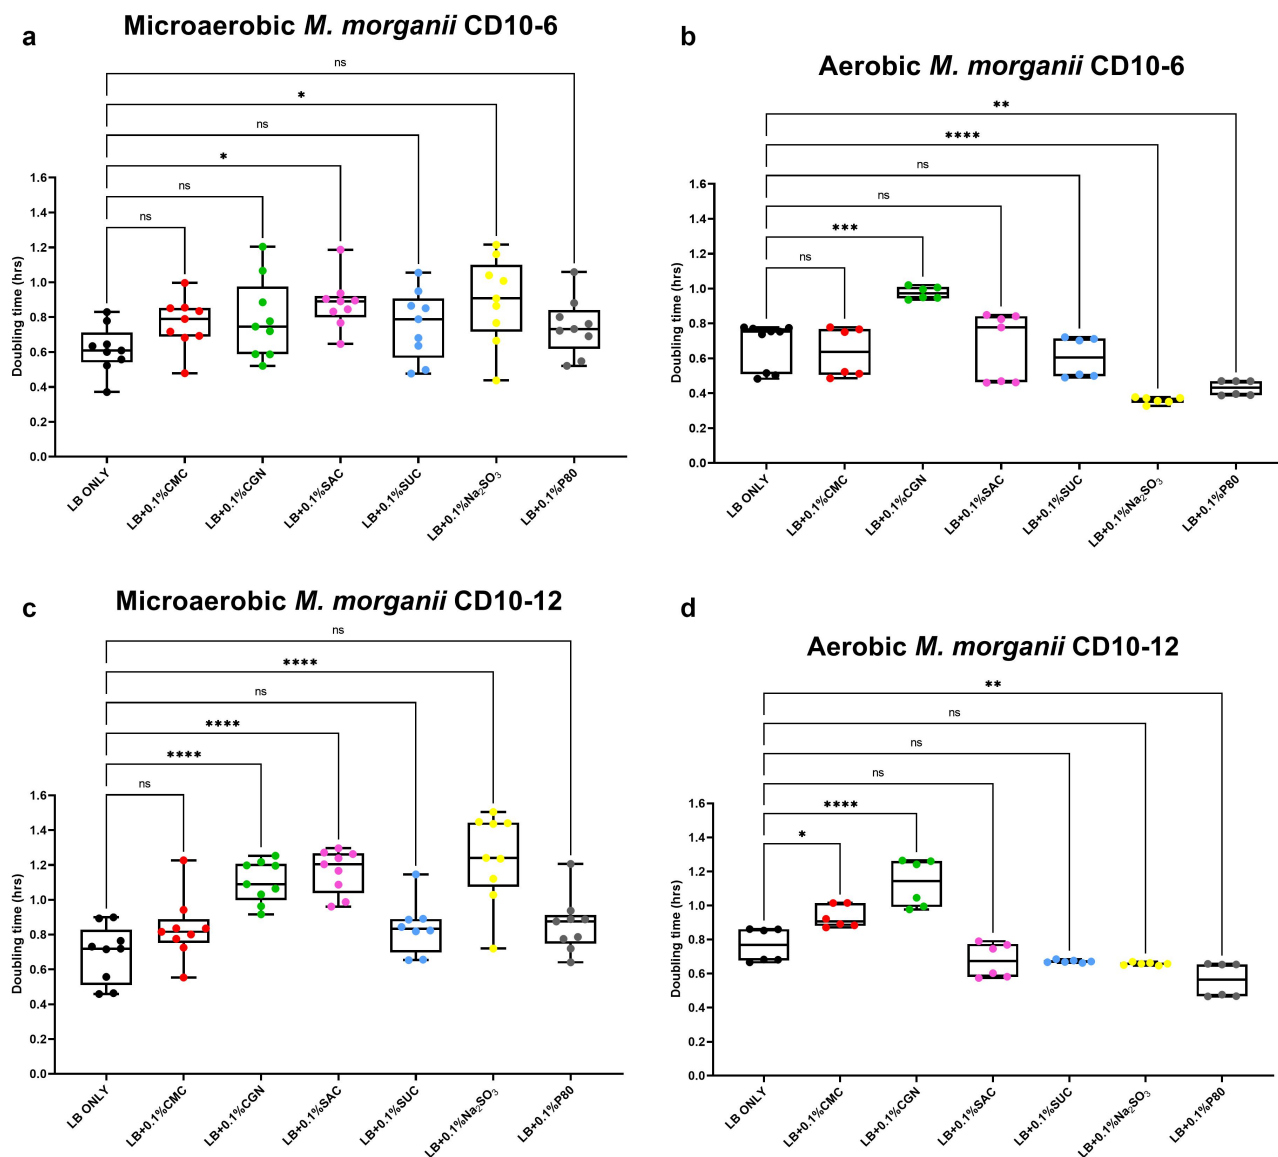 a
Microaerobic M. morganii CD10-6
ns
*
ns
*
ns
ns
Doubling time (hrs)
1.6
1.4
1.2
1.0
0.8
0.6
0.4
0.2
0.0
LB ONLY
LB+0.1%CMC
LB+0.1%CGN
LB+0.1%SAC
LB+0.1%SUC
LB+0.1%Na₂SO₃
LB+0.1%P80
b
Aerobic M. morganii CD10-6
**
****
ns
ns
***
ns
Doubling time (hrs)
1.6
1.4
1.2
1.0
0.8
0.6
0.4
0.2
0.0
LB ONLY
LB+0.1%CMC
LB+0.1%CGN
LB+0.1%SAC
LB+0.1%SUC
LB+0.1%Na₂SO₃
LB+0.1%P80
c
Microaerobic M. morganii CD10-12
ns
****
ns
****
****
ns
Doubling time (hrs)
1.6
1.4
1.2
1.0
0.8
0.6
0.4
0.2
0.0
LB ONLY
LB+0.1%CMC
LB+0.1%CGN
LB+0.1%SAC
LB+0.1%SUC
LB+0.1%Na₂SO₃
LB+0.1%P80
d
Aerobic M. morganii CD10-12
**
ns
ns
ns
****
*
Doubling time (hrs)
1.6
1.4
1.2
1.0
0.8
0.6
0.4
0.2
0.0
LB ONLY
LB+0.1%CMC
LB+0.1%CGN
LB+0.1%SAC
LB+0.1%SUC
LB+0.1%Na₂SO₃
LB+0.1%P80